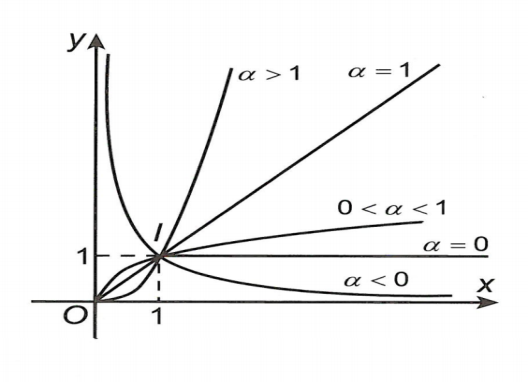 y
α > 1
α = 1
I
0 < α < 1
1
α = 0
α < 0
x
O
1